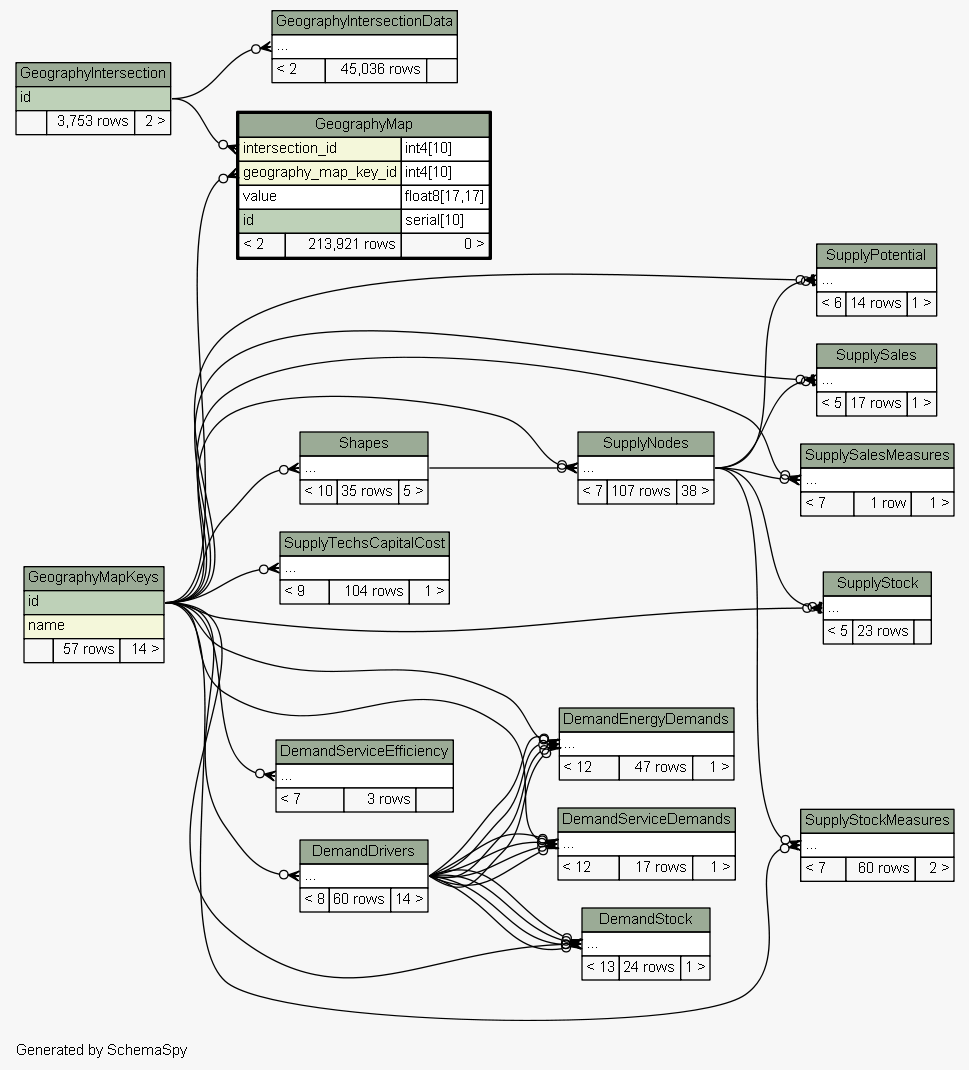 GeographyIntersectionData
...
< 2 45,036 rows
GeographyIntersection
id
3,753 rows 2 >
GeographyMap
intersection_id int4[10]
geography_map_key_id int4[10]
value float8[17,17]
id serial[10]
< 2 213,921 rows 0 >
SupplyPotential
...
< 6 14 rows 1 >
SupplySales
...
< 5 17 rows 1 >
Shapes
...
< 10 35 rows 5 >
SupplyNodes
...
< 7 107 rows 38 >
SupplySalesMeasures
...
< 7 1 row 1 >
SupplyTechsCapitalCost
...
< 9 104 rows 1 >
GeographyMapKeys
id
name
57 rows 14 >
SupplyStock
...
< 5 23 rows
DemandEnergyDemands
...
< 12 47 rows 1 >
DemandServiceEfficiency
...
< 7 3 rows
DemandServiceDemands
...
< 12 17 rows 1 >
SupplyStockMeasures
...
< 7 60 rows 2 >
DemandDrivers
...
< 8 60 rows 14 >
DemandStock
...
< 13 24 rows 1 >
Generated by SchemaSpy